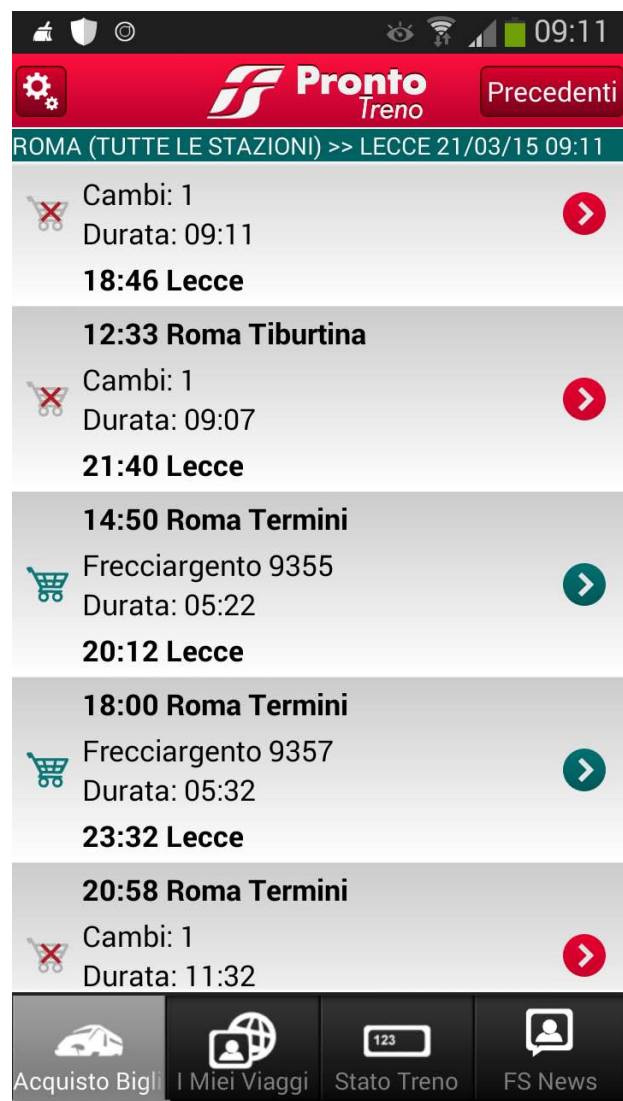 09:11
Pronto
Treno
Precedenti
ROMA (TUTTE LE STAZIONI) >> LECCE 21/03/15 09:11
Cambi: 1
Durata: 09:11
18:46 Lecce
12:33 Roma Tiburtina
Cambi: 1
Durata: 09:07
21:40 Lecce
14:50 Roma Termini
Frecciargento 9355
Durata: 05:22
20:12 Lecce
18:00 Roma Termini
Frecciargento 9357
Durata: 05:32
23:32 Lecce
20:58 Roma Termini
Cambi: 1
Durata: 11:32
123
Acquisto Bigli
I Miei Viaggi
Stato Treno
FS News